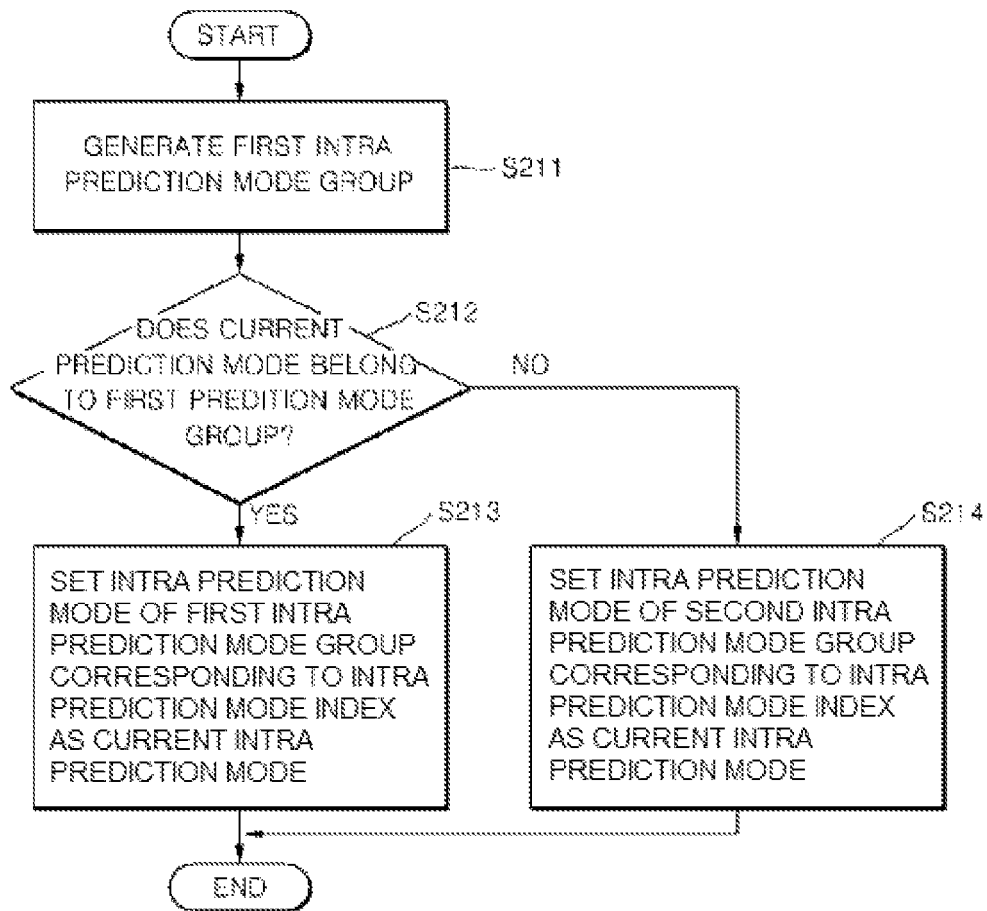 START
GENERATE FIRST INTRA
PREDICTION MODE GROUP
S211
S212
DOES CURRENT
PREDICTION MODE BELONG
TO FIRST PREDITION MODE
GROUP?
NO
YES
S213
SET INTRA PREDICTION
MODE OF FIRST INTRA
PREDICTION MODE GROUP
CORRESPONDING TO INTRA
PREDICTION MODE INDEX
AS CURRENT INTRA
PREDICTION MODE
S214
SET INTRA PREDICTION
MODE OF SECOND INTRA
PREDICTION MODE GROUP
CORRESPONDING TO INTRA
PREDICTION MODE INDEX
AS CURRENT INTRA
PREDICTION MODE
END